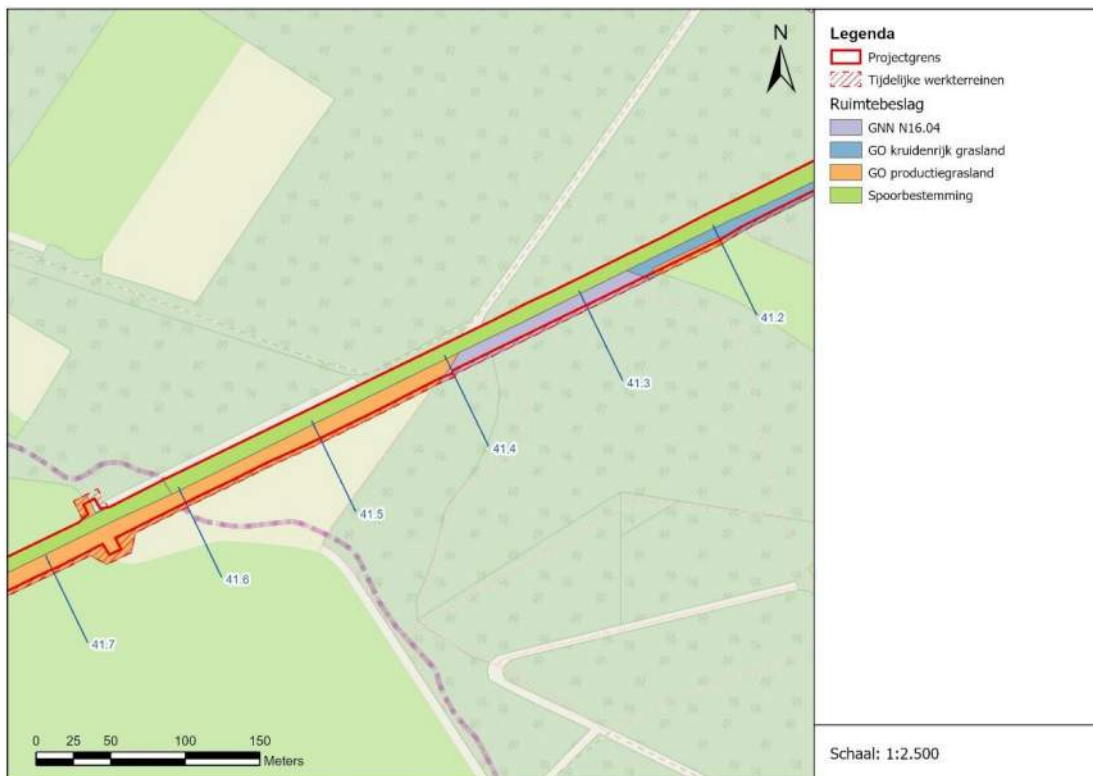 N
Legenda
Projectgrens
Tijdelijke werkterreinen
Ruimtebeslag
GNN N16.04
GO kruidenrijk grasland
GO productiegrasland
Spoorbestemming
41.2
41.3
41.4
41.5
41.6
41.7
0 25 50 100 150
Meters
Schaal: 1:2.500